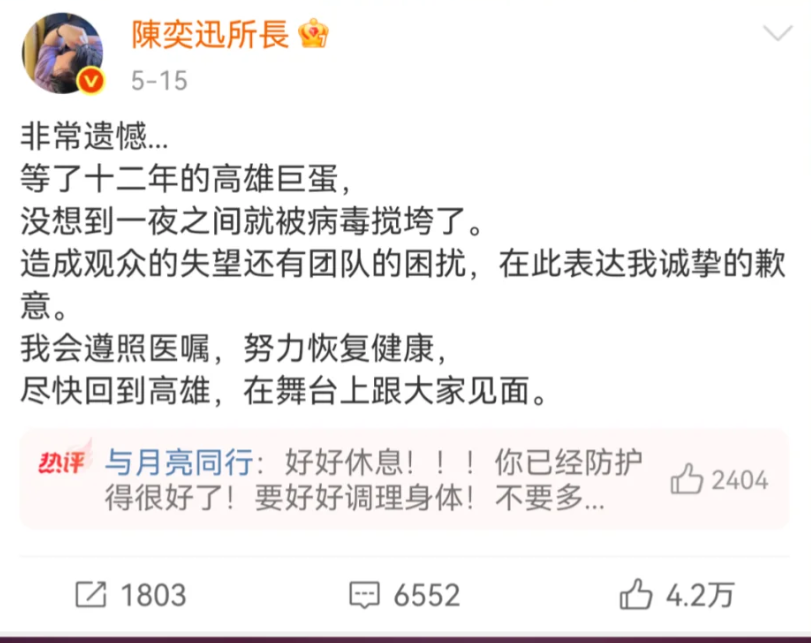 陳奕迅所長
5-15
非常遗憾...
等了十二年的高雄巨蛋，
没想到一夜之间就被病毒搅垮了。
造成观众的失望还有团队的困扰，在此表达我诚挚的歉
意。
我会遵照医嘱，努力恢复健康，
尽快回到高雄，在舞台上跟大家见面。
热评 与月亮同行：好好休息！！！你已经防护
得很好了！要好好调理身体！不要多...
2404
1803 6552 4.2万